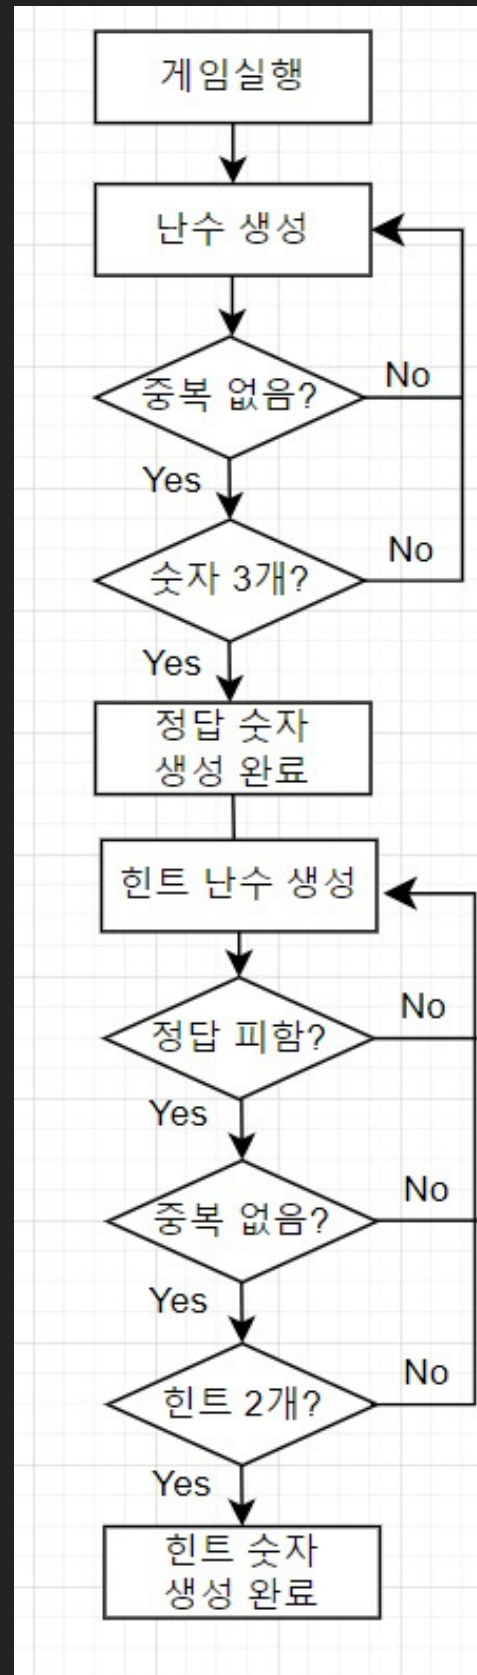 게임실행
난수 생성
중복 없음?
No
Yes
숫자 3개?
No
Yes
정답 숫자
생성 완료
힌트 난수 생성
정답 피함?
No
Yes
중복 없음?
No
Yes
힌트 2개?
No
Yes
힌트 숫자
생성 완료